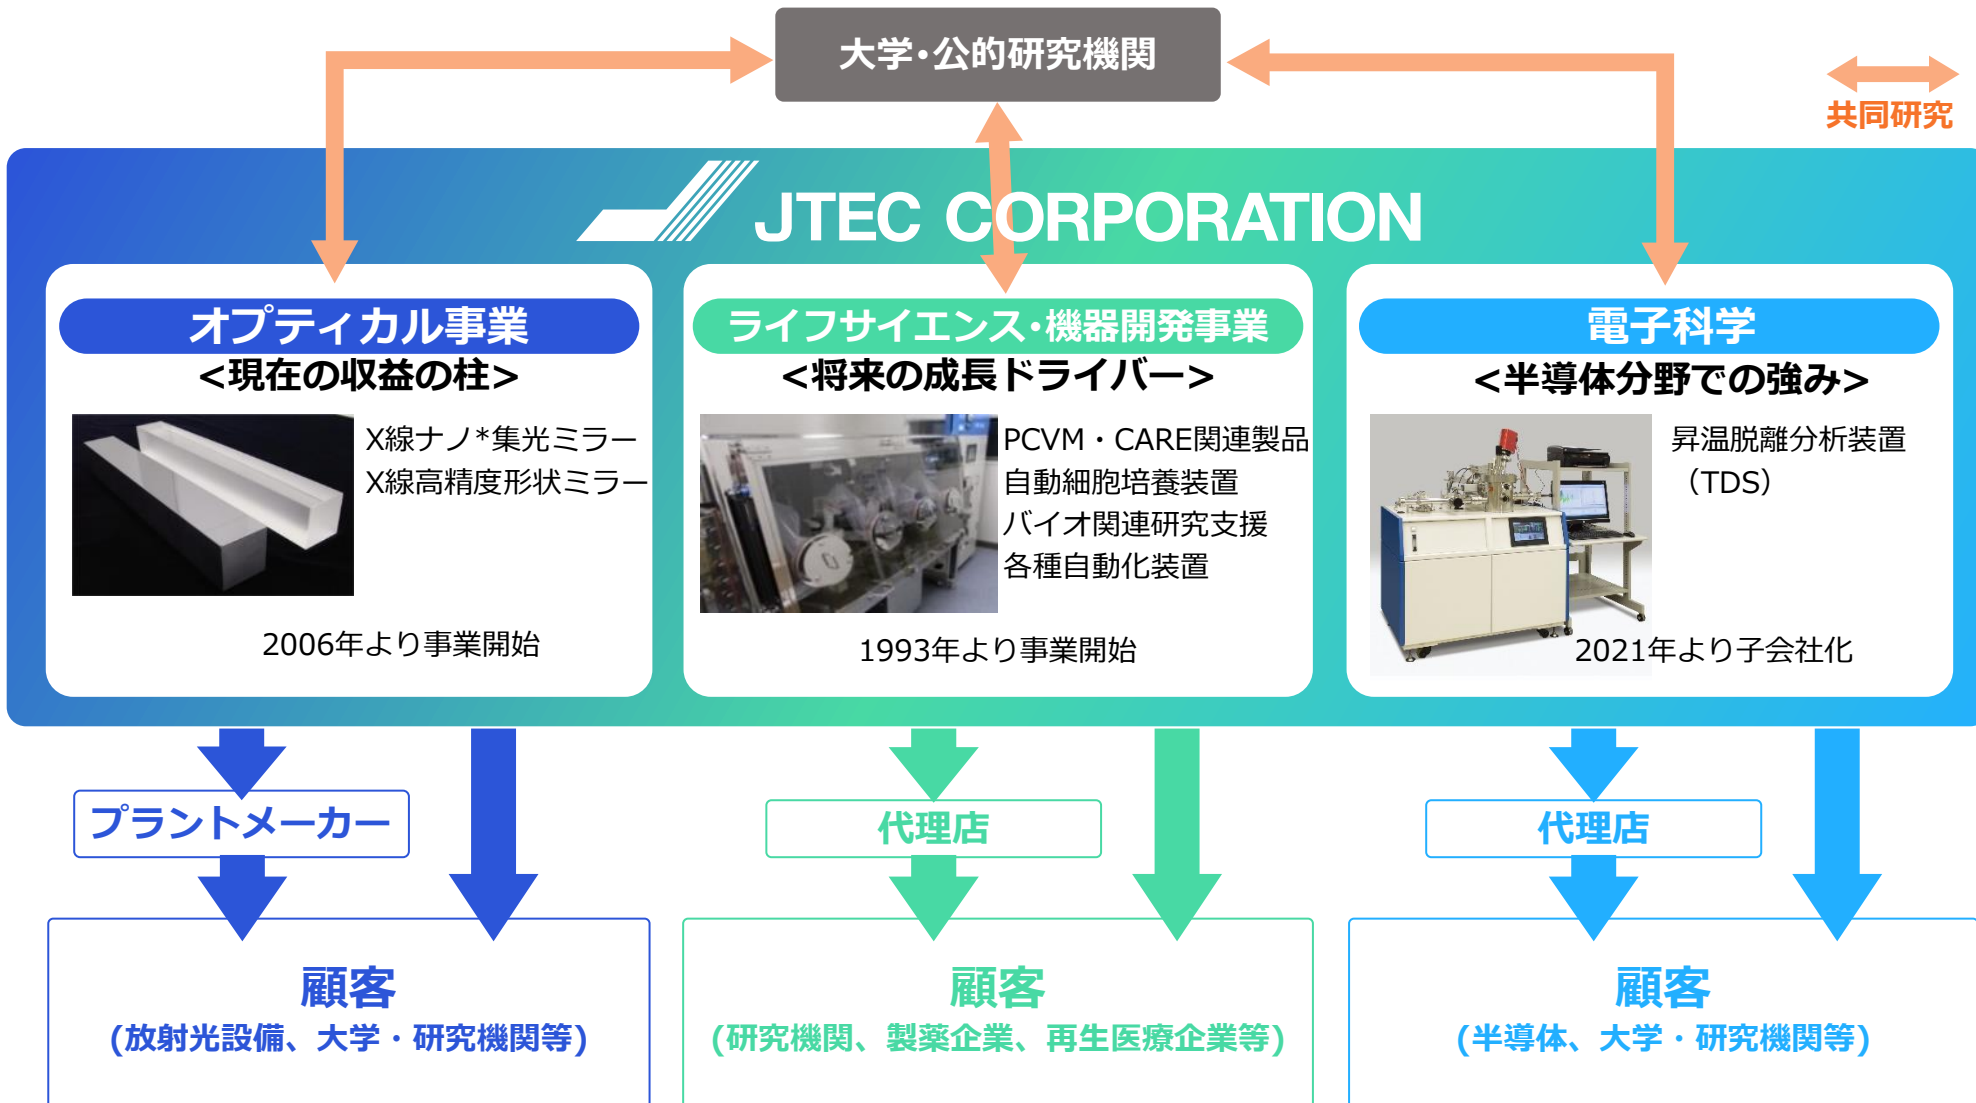 大学・公的研究機関
共同研究
JTEC CORPORATION
オプティカル事業
<現在の収益の柱>
X線ナノ*集光ミラー
X線高精度形状ミラー
2006年より事業開始
ライフサイエンス・機器開発事業
<将来の成長ドライバー>
PCVM・CARE関連製品
自動細胞培養装置
バイオ関連研究支援
各種自動化装置
1993年より事業開始
電子科学
<半導体分野での強み>
昇温脱離分析装置
（TDS）
2021年より子会社化
プラントメーカー
代理店
代理店
顧客
(放射光設備、大学・研究機関等)
顧客
(研究機関、製薬企業、再生医療企業等)
顧客
(半導体、大学・研究機関等)